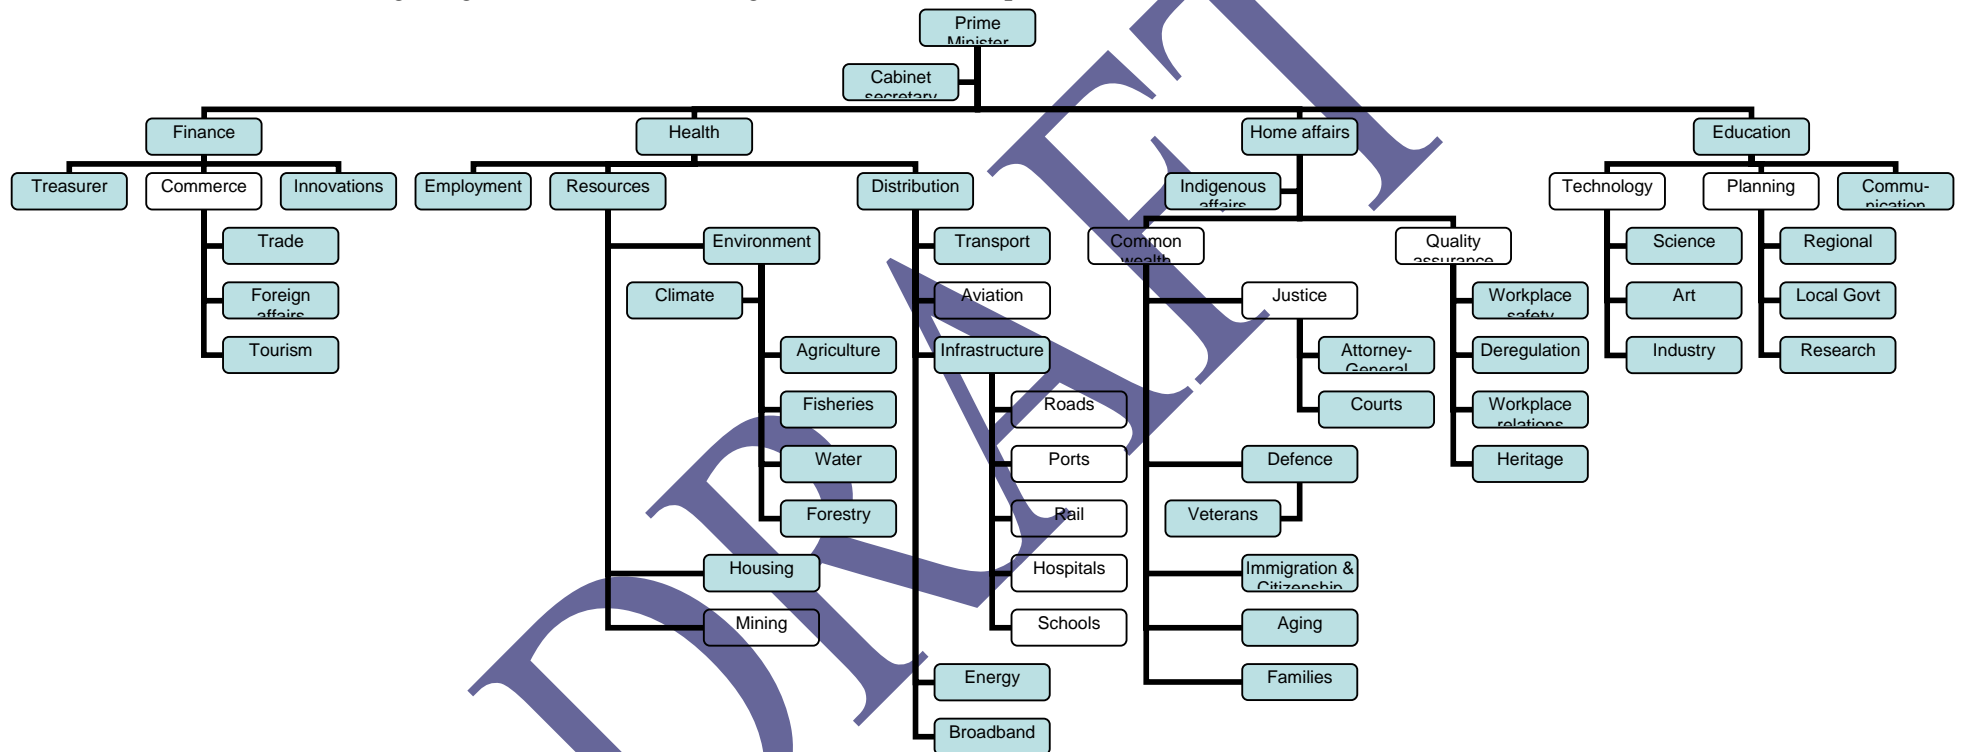 Prime
Minister
Cabinet
secretary
Finance
Health
Home affairs
Education
Treasurer
Commerce
Innovations
Employment
Resources
Distribution
Indigenous
affairs
Technology
Planning
Commu-
nication
Trade
Environment
Transport
Common
wealth
Quality
assurance
Science
Regional
Foreign
affairs
Climate
Aviation
Justice
Workplace
safety
Art
Local Govt
Tourism
Agriculture
Infrastructure
Attorney-
General
Deregulation
Industry
Research
Fisheries
Roads
Courts
Workplace
relations
Water
Ports
Defence
Heritage
Forestry
Rail
Veterans
Housing
Hospitals
Immigration &
Citizenship
Mining
Schools
Aging
Energy
Families
Broadband
DRAFT